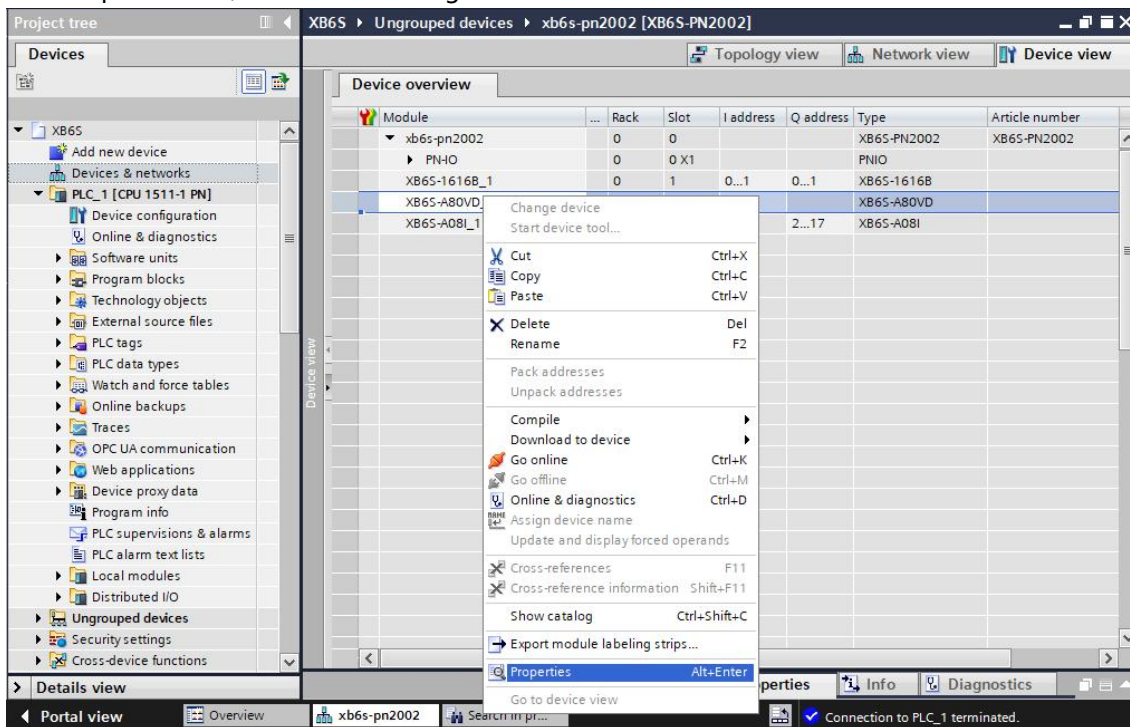 Project tree
XB6S ▸ Ungrouped devices ▸ xb6s-pn2002 [XB6S-PN2002]
Devices
Topology view
Network view
Device view
Device overview
Module ... Rack Slot I address Q address Type Article number
xb6s-pn2002 0 0 XB6S-PN2002 XB6S-PN2002
PN-IO 0 0 X1 PNIO
XB6S-1616B_1 0 1 0...1 0...1 XB6S-1616B
XB6S-A80VD_ XB6S-A80VD
XB6S-A08I_1 2...17 XB6S-A08I
XB6S
Add new device
Devices & networks
PLC_1 [CPU 1511-1 PN]
Device configuration
Online & diagnostics
Software units
Program blocks
Technology objects
External source files
PLC tags
PLC data types
Watch and force tables
Online backups
Traces
OPC UA communication
Web applications
Device proxy data
Program info
PLC supervisions & alarms
PLC alarm text lists
Local modules
Distributed I/O
Ungrouped devices
Security settings
Cross-device functions
Device view
Change device
Start device tool...
Cut Ctrl+X
Copy Ctrl+C
Paste Ctrl+V
Delete Del
Rename F2
Pack addresses
Unpack addresses
Compile
Download to device
Go online Ctrl+K
Go offline Ctrl+M
Online & diagnostics Ctrl+D
Assign device name
Update and display forced operands
Cross-references F11
Cross-reference information Shift+F11
Show catalog Ctrl+Shift+C
Export module labeling strips...
Properties Alt+Enter
Go to device view
Details view
perties
Info
Diagnostics
Portal view
Overview
xb6s-pn2002
Search in pr...
Connection to PLC_1 terminated.